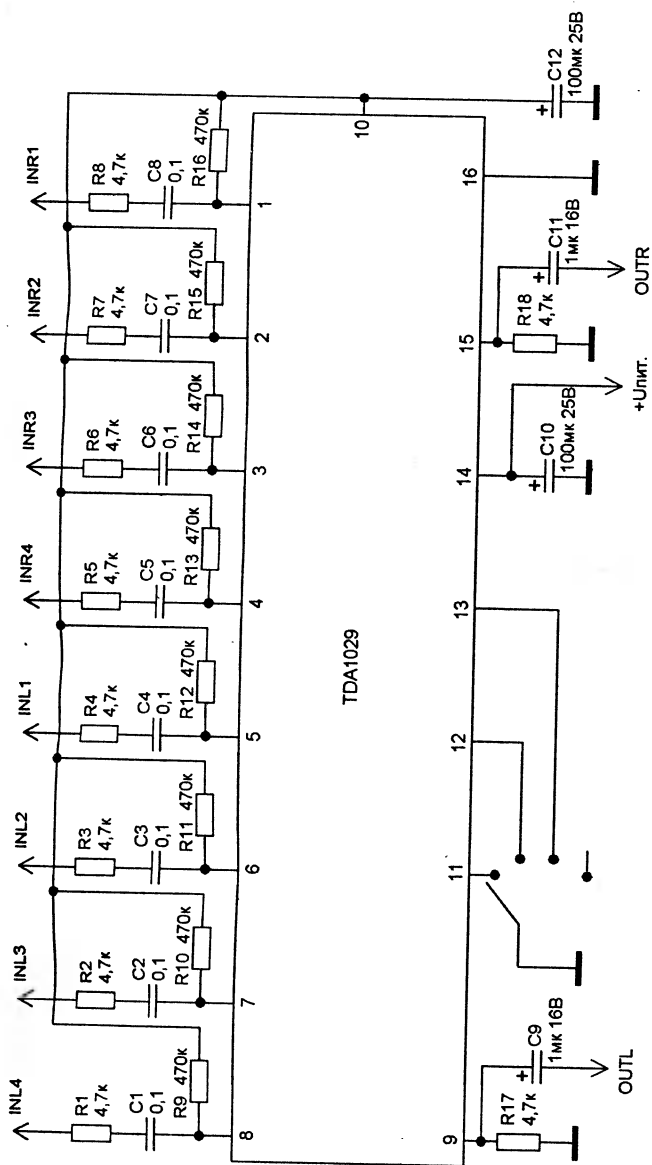 INL4
R1
4,7к
C1
0,1
R9
470к
8
INL3
R2
4,7к
C2
0,1
R10
470к
7
INL2
R3
4,7к
C3
0,1
R11
470к
6
INL1
R4
4,7к
C4
0,1
R12
470к
5
INR4
R5
4,7к
C5
0,1
R13
470к
4
INR3
R6
4,7к
C6
0,1
R14
470к
3
INR2
R7
4,7к
C7
0,1
R15
470к
2
INR1
R8
4,7к
C8
0,1
R16
470к
1
10
+
C12
100мк 25В
TDA1029
9
R17
4,7к
+
C9
1мк 16В
OUTL
11
12
13
14
+
C10
100мк 25В
+Uпит.
15
R18
4,7к
+
C11
1мк 16В
OUTR
16